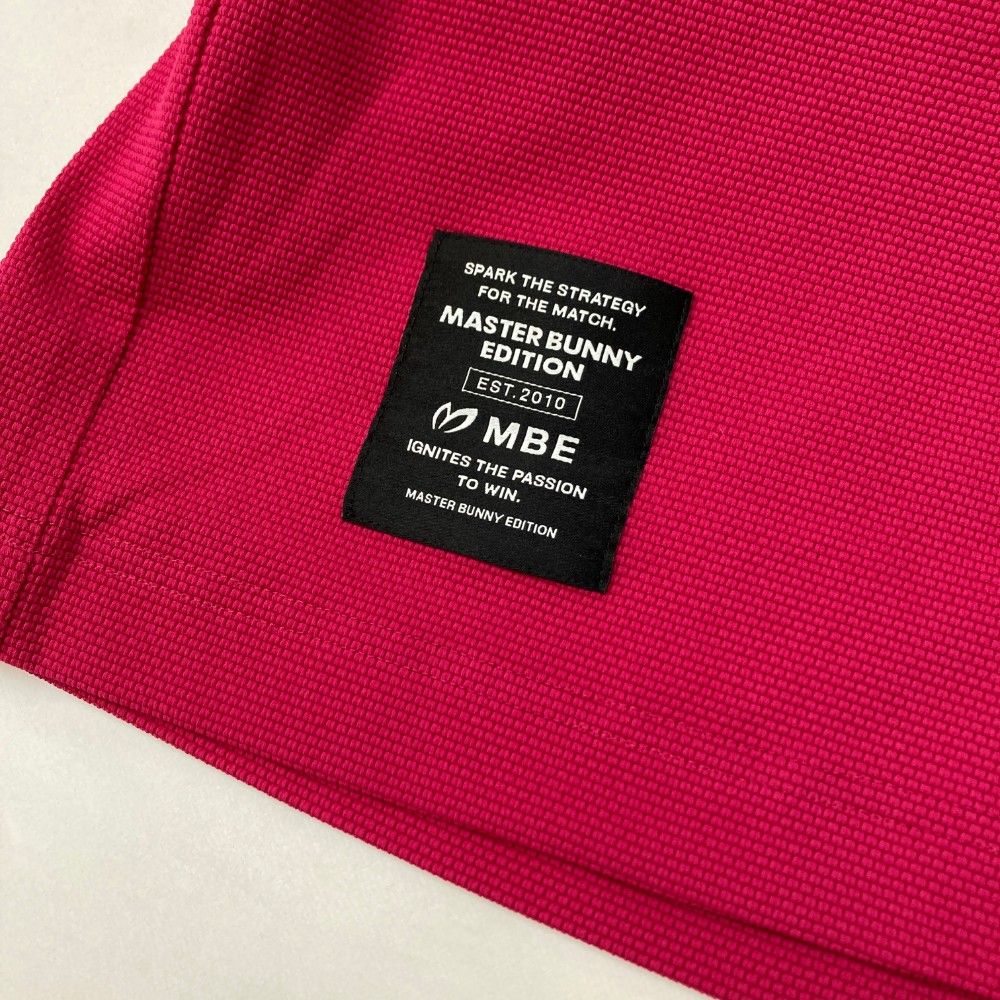 SPARK THE STRATEGY
FOR THE MATCH.
MASTER BUNNY
EDITION
EST. 2010
MBE
IGNITES THE PASSION
TO WIN.
MASTER BUNNY EDITION